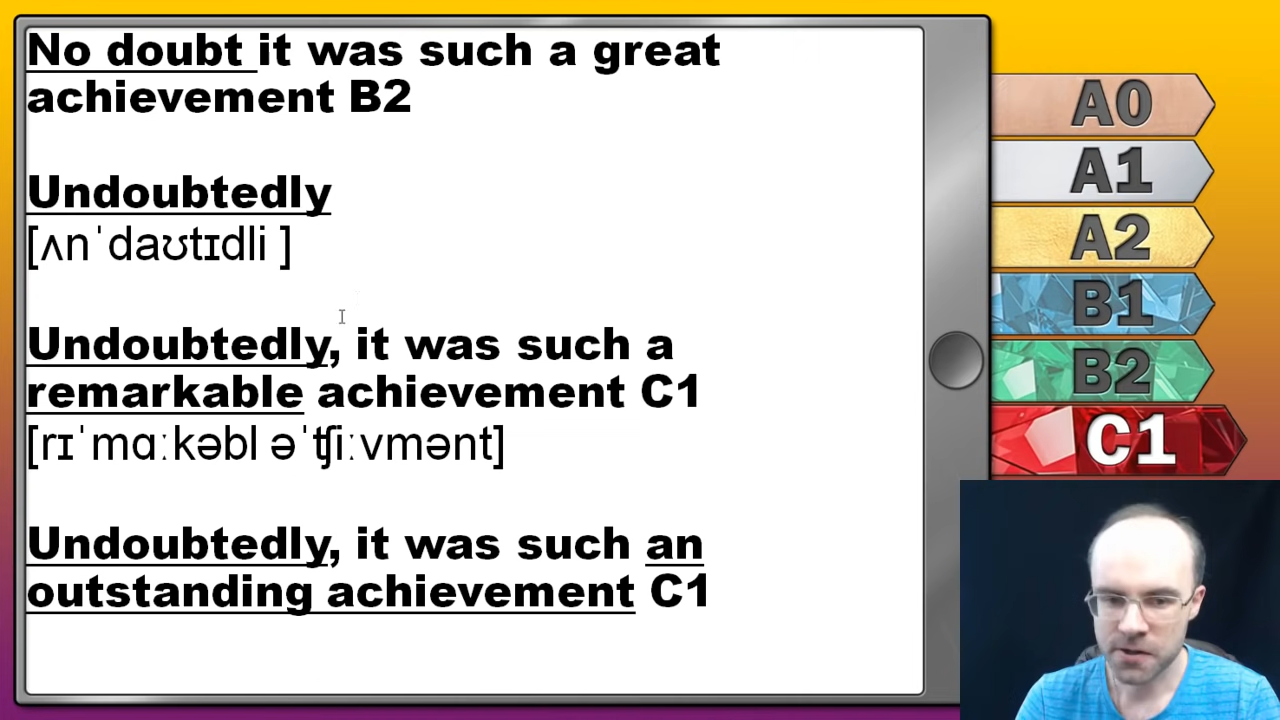 No doubt it was such a great
achievement B2
Undoubtedly
[ʌnˈdaʊtɪdli ]
Undoubtedly, it was such a
remarkable achievement C1
[rɪˈmɑːkəbl əˈʧiːvmənt]
Undoubtedly, it was such an
outstanding achievement C1
A0
A1
A2
B1
B2
C1